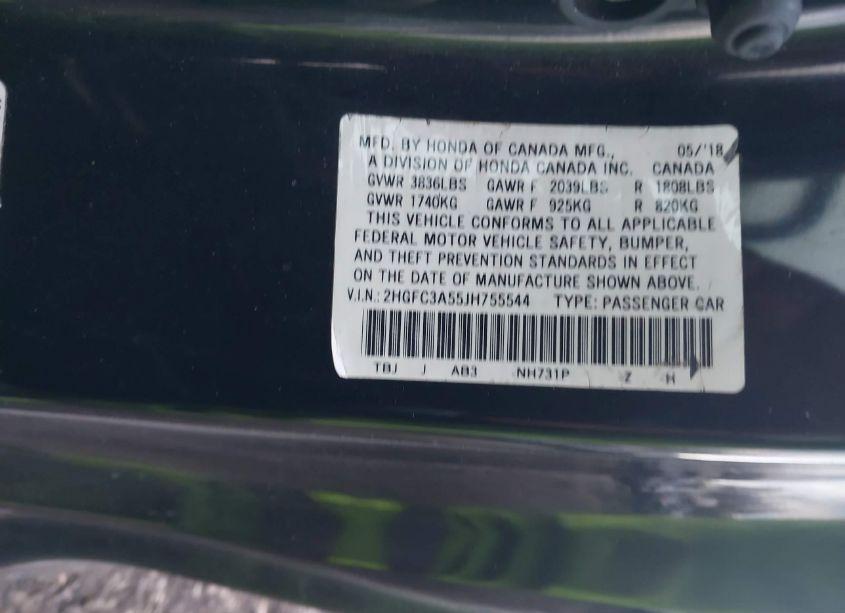 MFD. BY HONDA OF CANADA MFG., 05/'18
A DIVISION OF HONDA CANADA INC. CANADA
GVWR 3836LBS GAWR F 2039LBS R 1808LBS
GVWR 1740KG GAWR F 925KG R 820KG
THIS VEHICLE CONFORMS TO ALL APPLICABLE
FEDERAL MOTOR VEHICLE SAFETY, BUMPER,
AND THEFT PREVENTION STANDARDS IN EFFECT
ON THE DATE OF MANUFACTURE SHOWN ABOVE.
V.I.N.: 2HGFC3A55JH755544 TYPE: PASSENGER CAR
TBJ J AB3 NH731P Z H